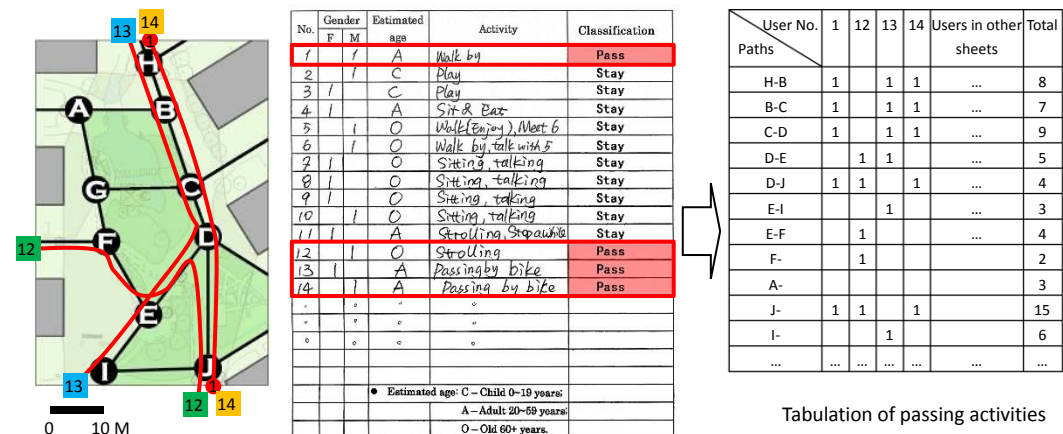 13
14
1
H
A
B
G
C
12
F
D
E
I
J
13
12
1
14
0 10 M
No. Gender Estimated age Activity Classification
F M
1 1 A Walk by Pass
2 1 C Play Stay
3 1 C Play Stay
4 1 A Sit & Eat Stay
5 1 O Walk(Enjoy), Meet 6 Stay
6 1 O Walk by, talk with 5 Stay
7 1 O Sitting, talking Stay
8 1 O Sitting, talking Stay
9 1 O Sitting, talking Stay
10 1 O Sitting, talking Stay
11 1 A Strolling, Stop awhile Stay
12 1 O Strolling Pass
13 1 A Passing by bike Pass
14 1 A Passing by bike Pass
● Estimated age: C – Child 0~19 years;
A – Adult 20~59 years;
O – Old 60+ years.
User No. 1 12 13 14 Users in other sheets Total
Paths
H-B 1 1 1 ... 8
B-C 1 1 1 ... 7
C-D 1 1 1 ... 9
D-E 1 1 ... 5
D-J 1 1 1 ... 4
E-I 1 ... 3
E-F 1 ... 4
F- 1 2
A- 3
J- 1 1 1 15
I- 1 6
... ... ... ... ... ... ...
Tabulation of passing activities